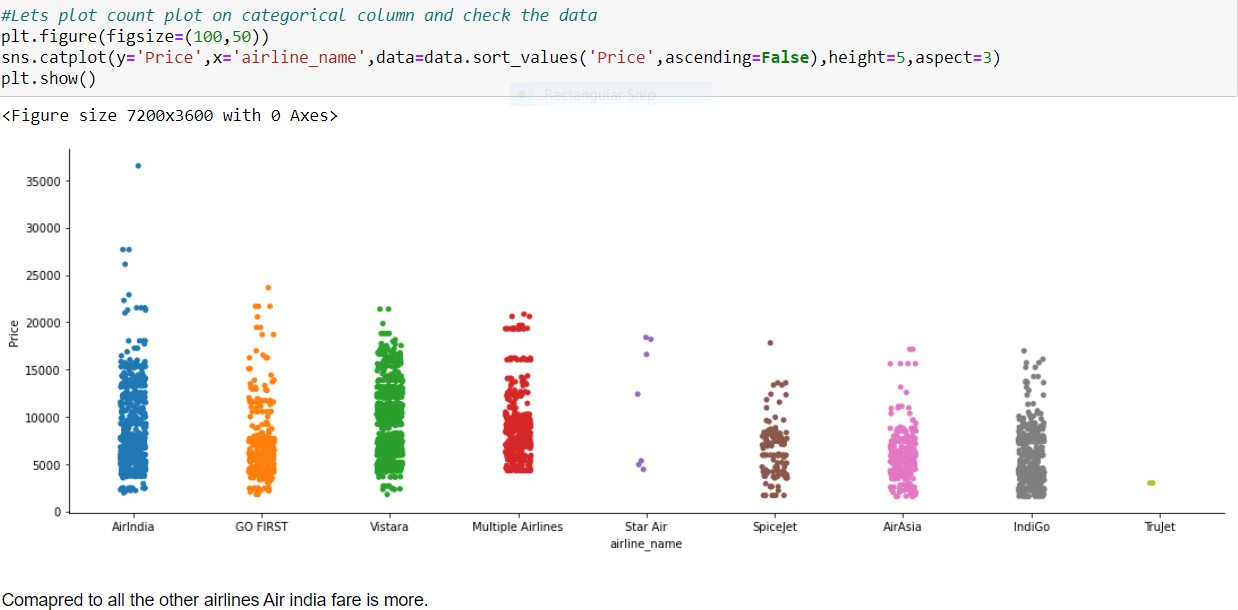 #Lets plot count plot on categorical column and check the data
plt.figure(figsize=(100,50))
sns.catplot(y='Price',x='airline_name',data=data.sort_values('Price',ascending=False),height=5,aspect=3)
plt.show()
Rectangular Snip
<Figure size 7200x3600 with 0 Axes>
35000
30000
25000
20000
15000
10000
5000
0
Price
AirIndia GO FIRST Vistara Multiple Airlines Star Air SpiceJet AirAsia IndiGo TruJet
airline_name
Comapred to all the other airlines Air india fare is more.